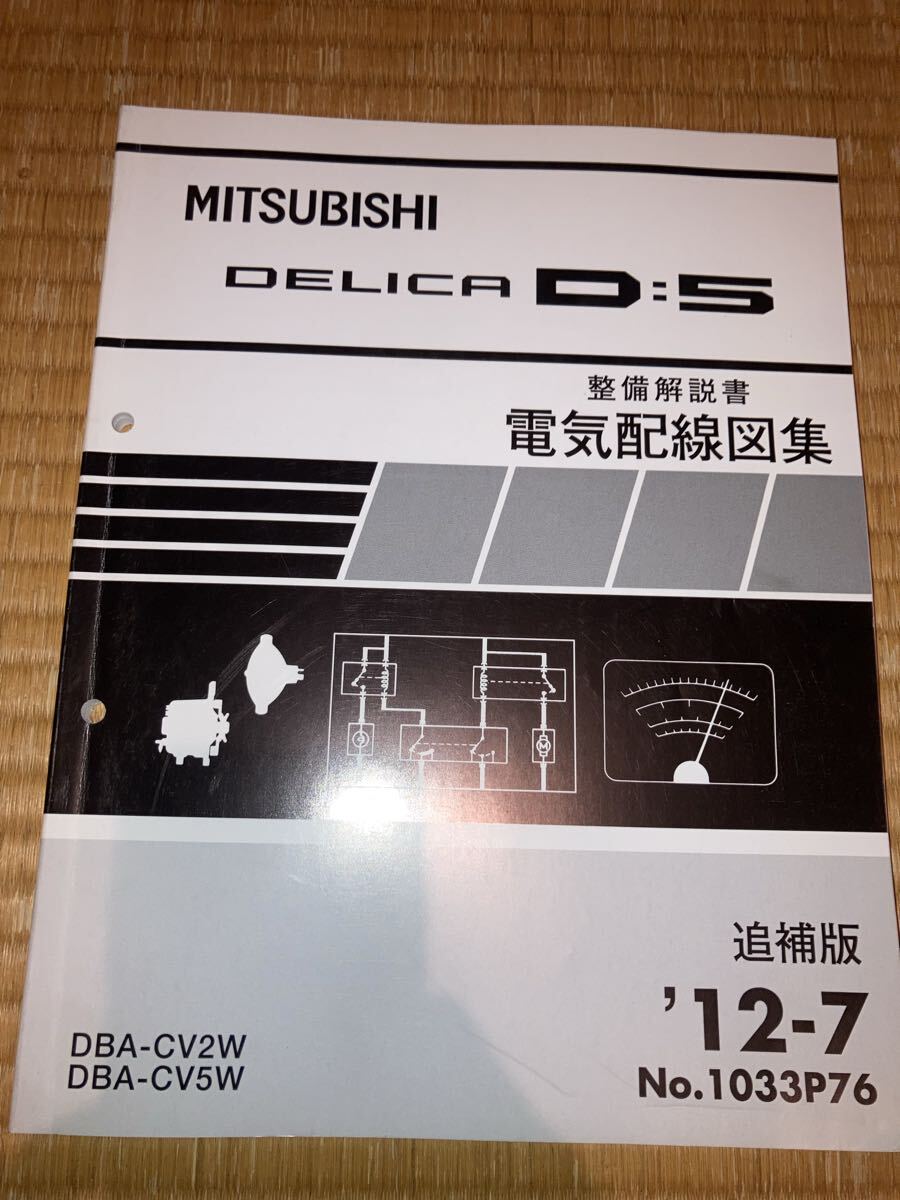 MITSUBISHI
DELICA D:5
整備解説書
電気配線図集
M
追補版
'12-7
No.1033P76
DBA-CV2W
DBA-CV5W